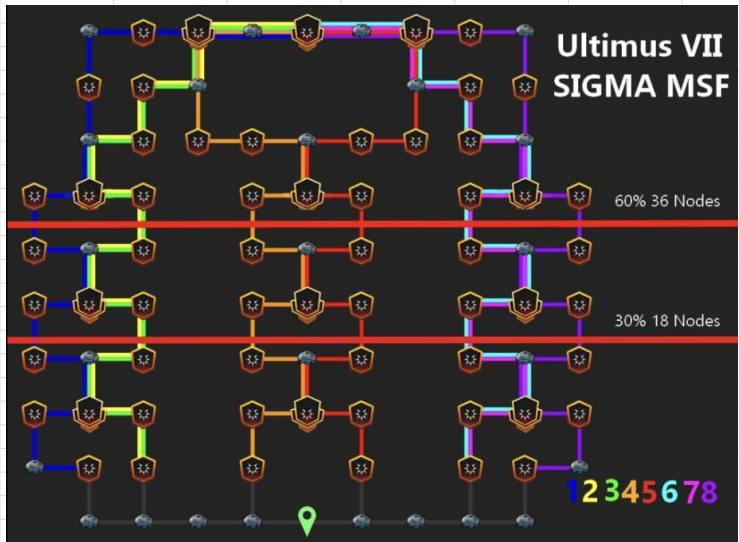 Ultimus VII
SIGMA MSF
60% 36 Nodes
30% 18 Nodes
12345678